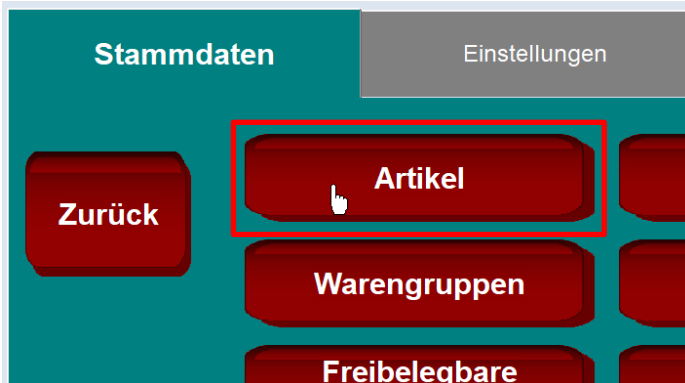 Stammdaten
Einstellungen
Zurück
Artikel
Warengruppen
Freibelegbare